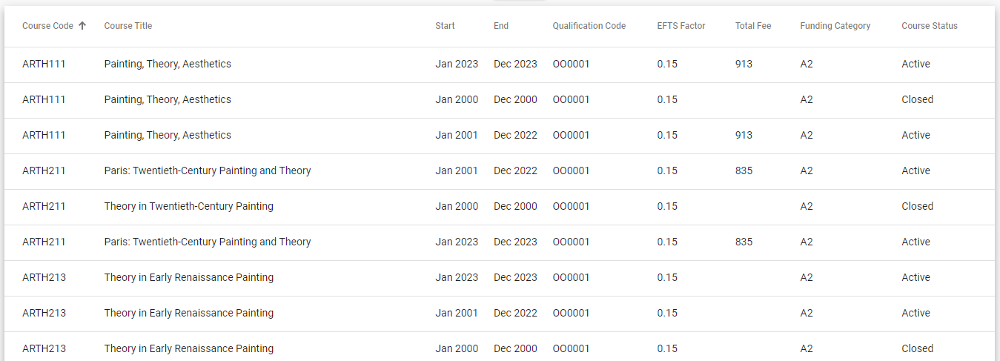 Course Code Course Title Start End Qualification Code EFTS Factor Total Fee Funding Category Course Status
ARTH111 Painting, Theory, Aesthetics Jan 2023 Dec 2023 OO0001 0.15 913 A2 Active
ARTH111 Painting, Theory, Aesthetics Jan 2000 Dec 2000 OO0001 0.15 A2 Closed
ARTH111 Painting, Theory, Aesthetics Jan 2001 Dec 2022 OO0001 0.15 913 A2 Active
ARTH211 Paris: Twentieth-Century Painting and Theory Jan 2001 Dec 2022 OO0001 0.15 835 A2 Active
ARTH211 Theory in Twentieth-Century Painting Jan 2000 Dec 2000 OO0001 0.15 A2 Closed
ARTH211 Paris: Twentieth-Century Painting and Theory Jan 2023 Dec 2023 OO0001 0.15 835 A2 Active
ARTH213 Theory in Early Renaissance Painting Jan 2023 Dec 2023 OO0001 0.15 A2 Active
ARTH213 Theory in Early Renaissance Painting Jan 2001 Dec 2022 OO0001 0.15 A2 Active
ARTH213 Theory in Early Renaissance Painting Jan 2000 Dec 2000 OO0001 0.15 A2 Closed